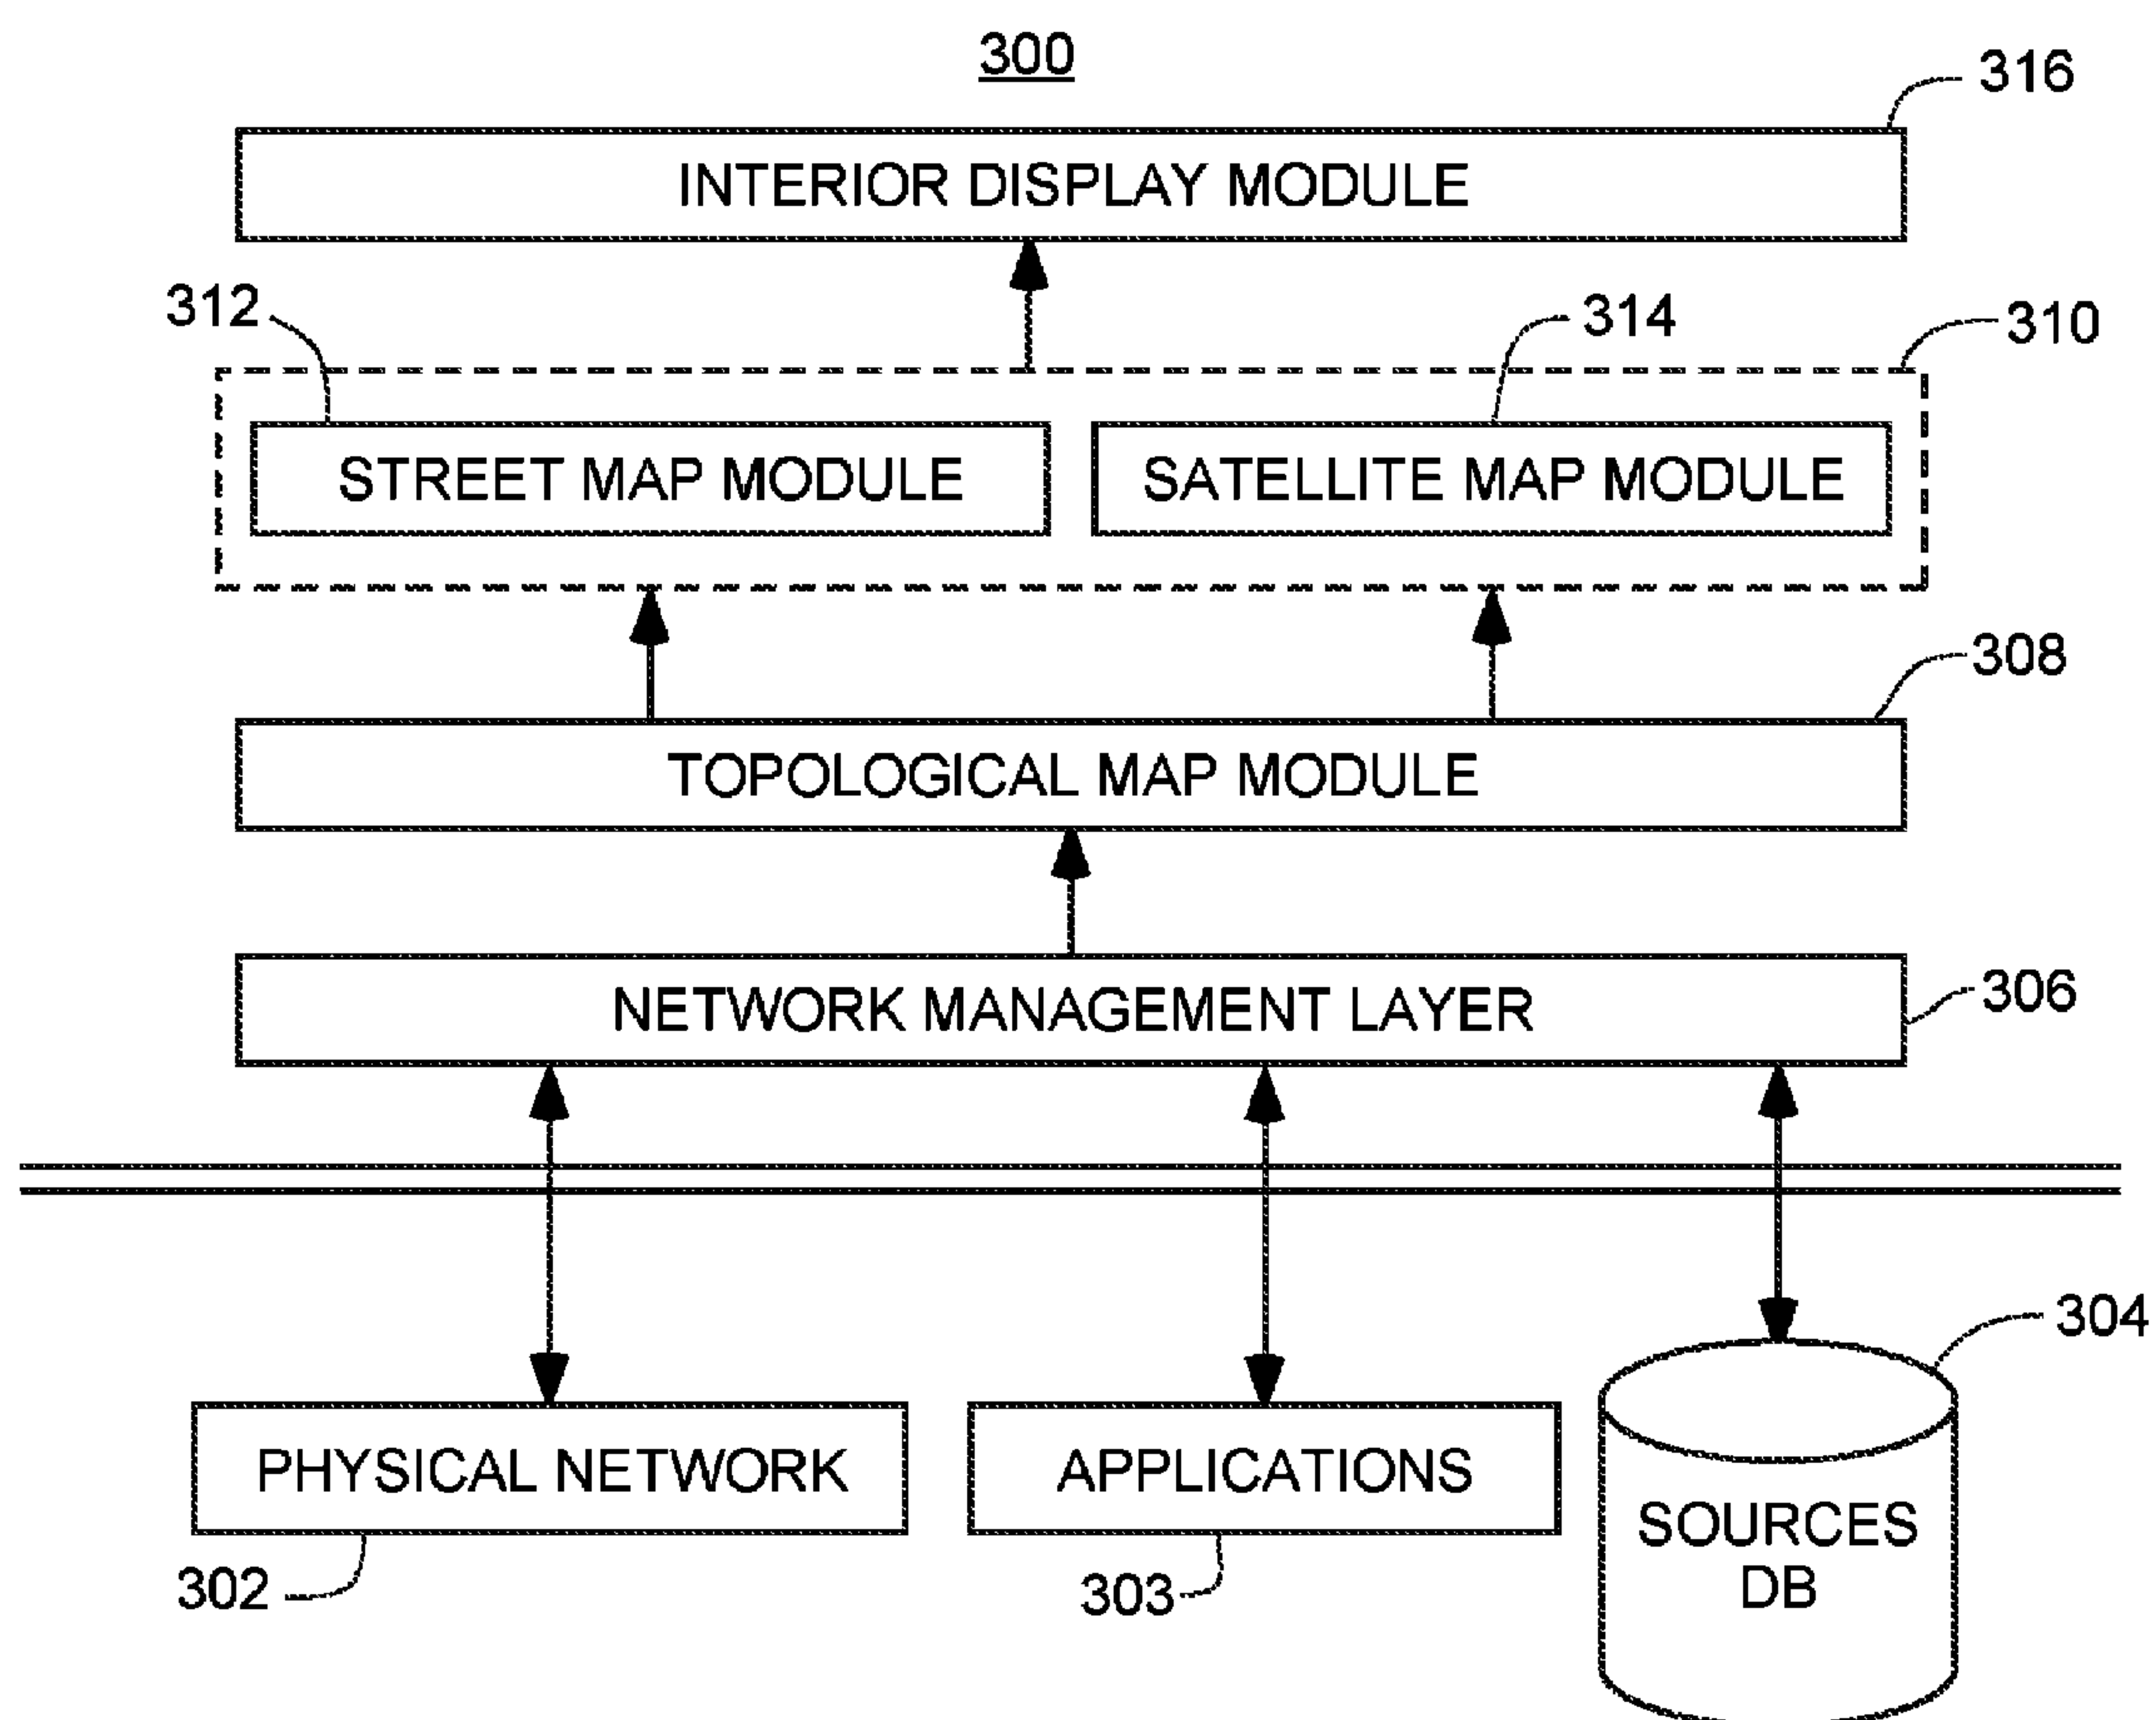 300
316
INTERIOR DISPLAY MODULE
312
314
310
STREET MAP MODULE
SATELLITE MAP MODULE
308
TOPOLOGICAL MAP MODULE
NETWORK MANAGEMENT LAYER
306
304
PHYSICAL NETWORK
APPLICATIONS
SOURCES
DB
302
303